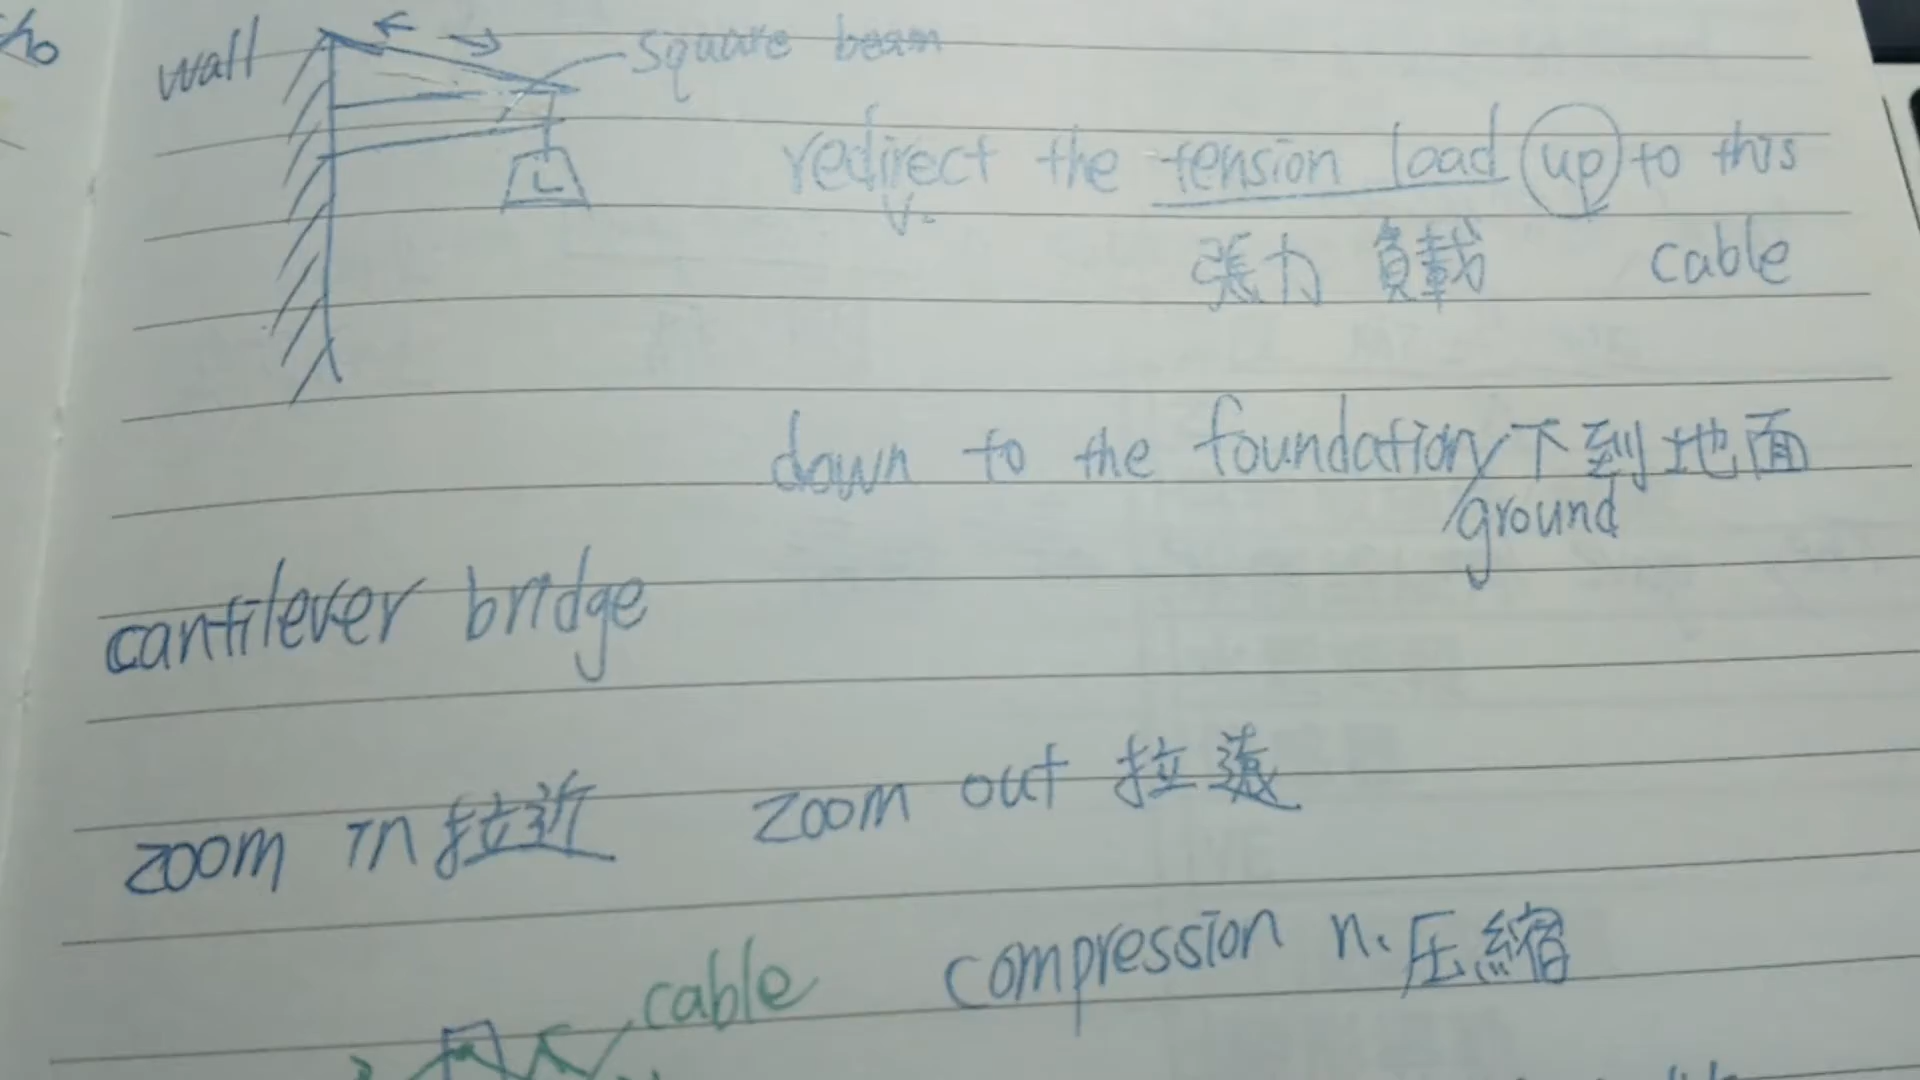 wall
square beam
redirect the tension load up to this
v.
張力 負載 cable
L
down to the foundation/下到地面
ground
cantilever bridge
zoom in 拉近 zoom out 拉遠
compression n. 压縮
cable